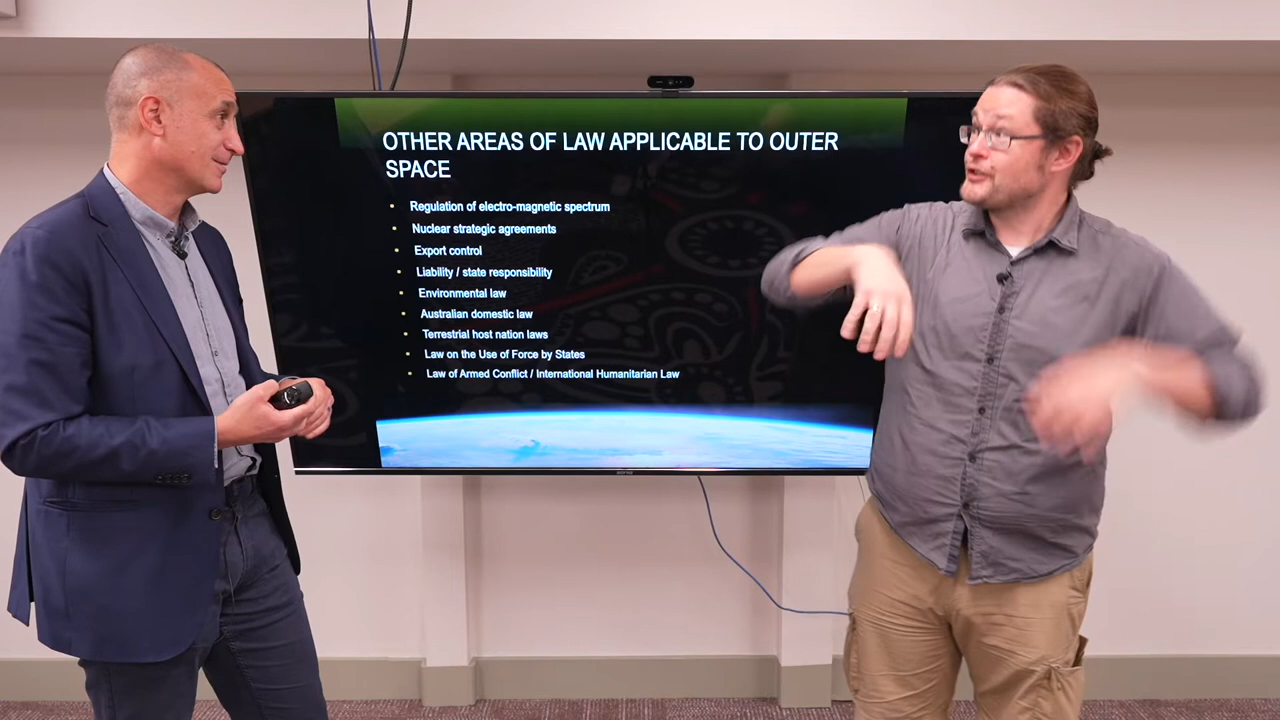 OTHER AREAS OF LAW APPLICABLE TO OUTER
SPACE
Regulation of electro-magnetic spectrum
Nuclear strategic agreements
Export control
Liability / state responsibility
Environmental law
Australian domestic law
Terrestrial host nation laws
Law on the Use of Force by States
Law of Armed Conflict / International Humanitarian Law